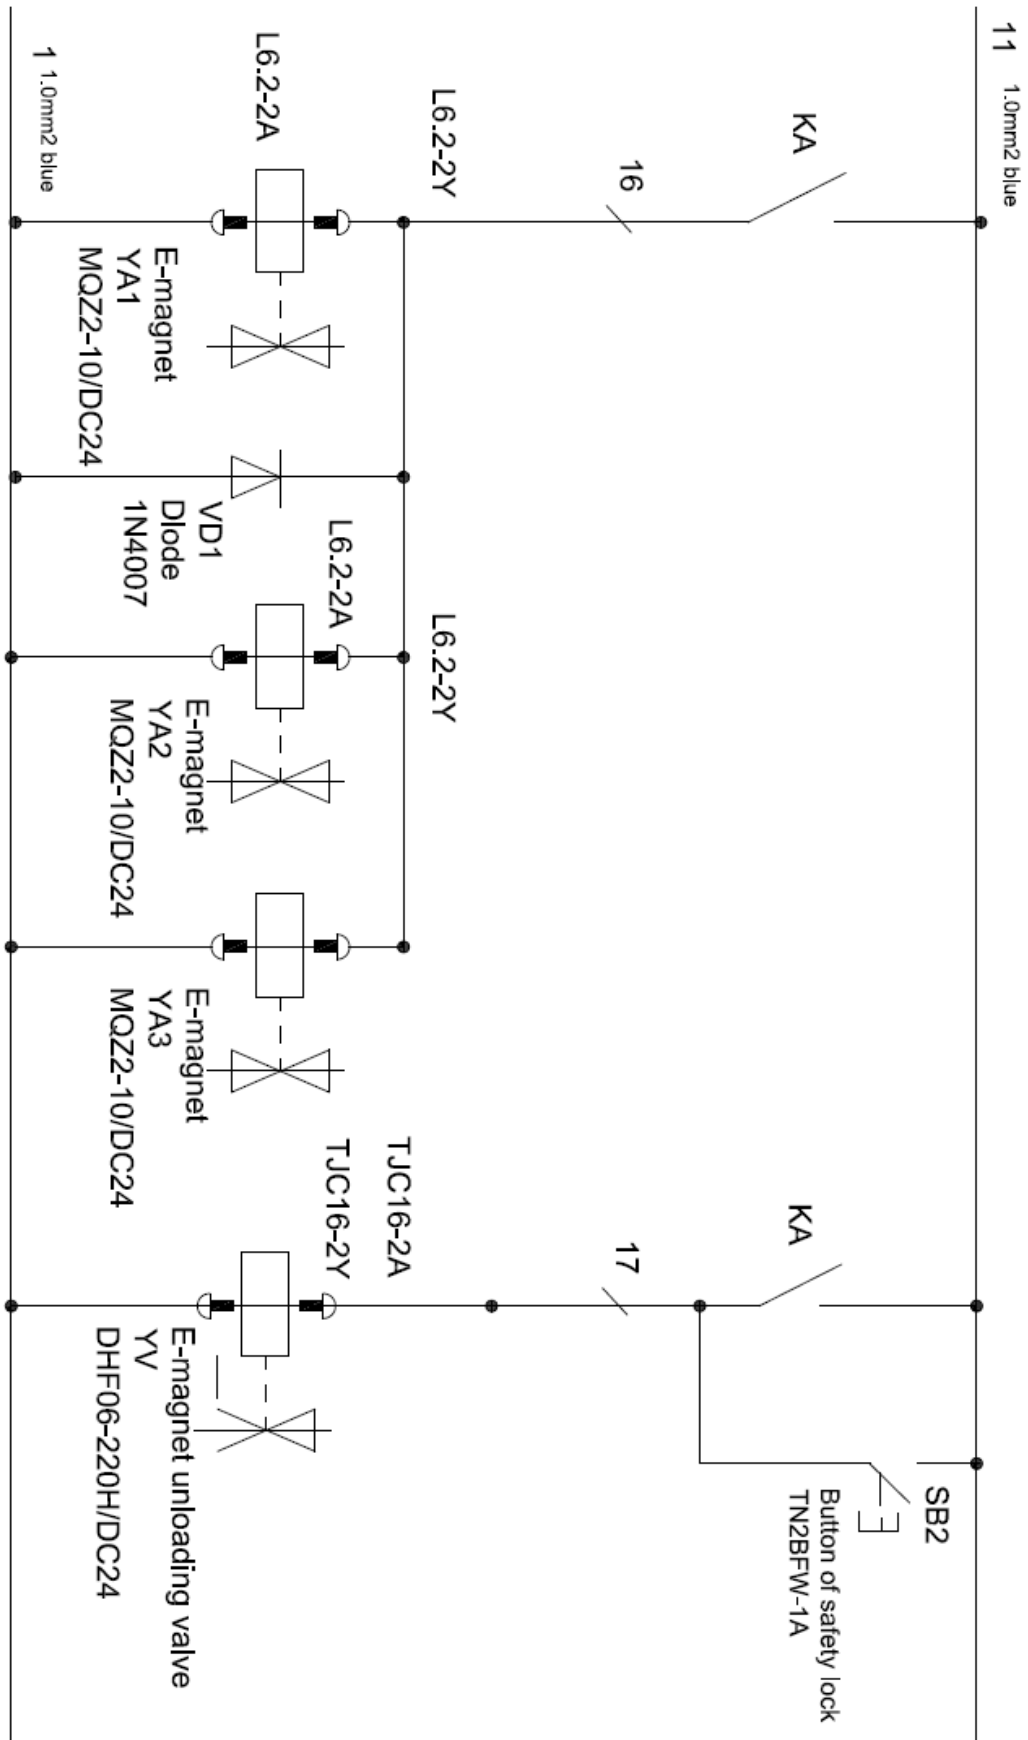 11 1.0mm2 blue
KA
KA
SB2
Button of safety lock
TN2BFW-1A
16
17
L6.2-2Y
L6.2-2Y
TJC16-2A
TJC16-2Y
L6.2-2A
L6.2-2A
E-magnet
YA1
MQZ2-10/DC24
VD1
Dlode
1N4007
E-magnet
YA2
MQZ2-10/DC24
E-magnet
YA3
MQZ2-10/DC24
E-magnet unloading valve
YV
DHF06-220H/DC24
1 1.0mm2 blue